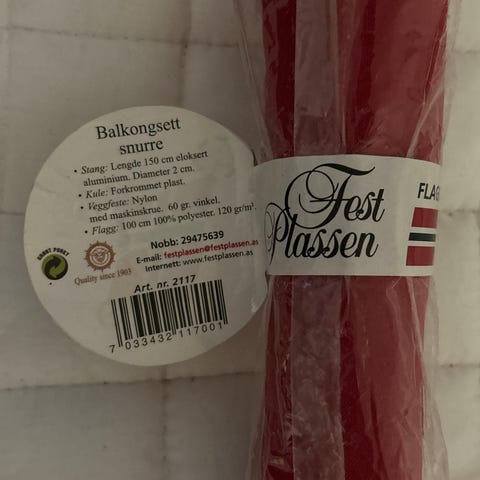 Balkongsett
snurre
• Stang: Lengde 150 cm eloksert
aluminium. Diameter 2 cm.
• Kule: Forkrommet plast.
• Veggfeste: Nylon
med maskinskrue. 60 gr. vinkel.
• Flagg: 100 cm 100% polyester. 120 gr/m².
GRØNT PUNKT
Quality since 1903
Nobb: 29475639
E-mail: festplassen@festplassen.as
Internett: www.festplassen.as
Art. nr. 2117
7 033432 117001
Fest
Plassen
FLAG